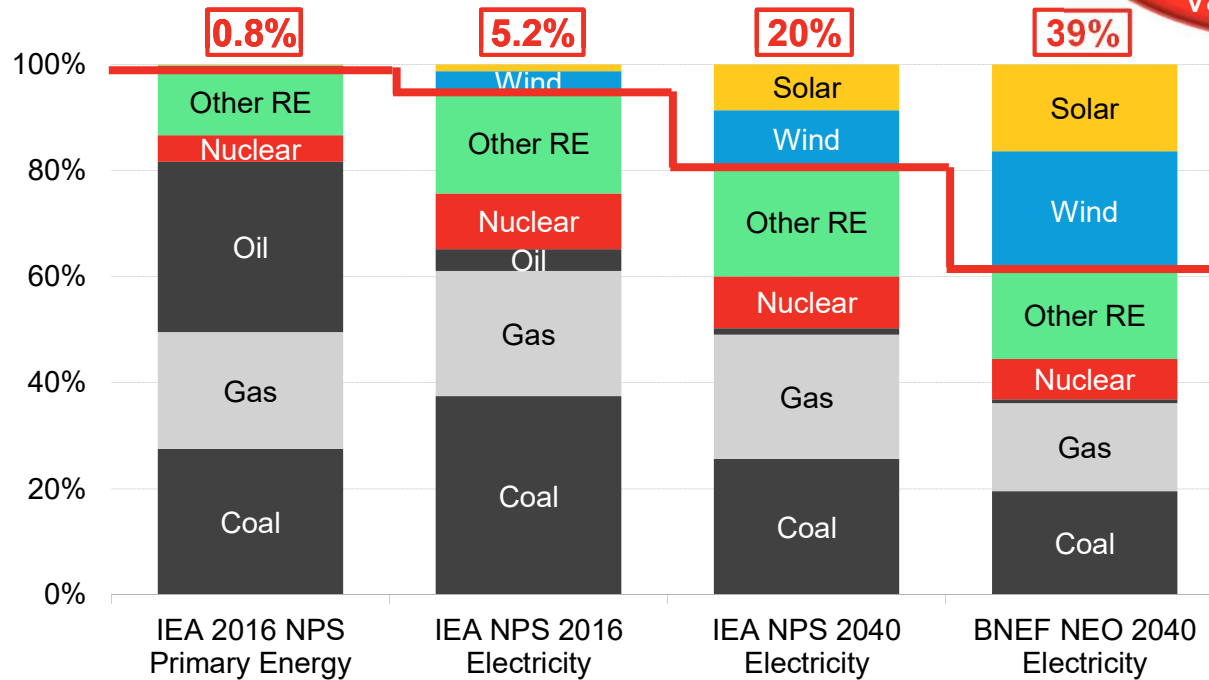 0.8%
5.2%
20%
39%
100%
80%
60%
40%
20%
0%
Other RE
Nuclear
Oil
Gas
Coal
Wind
Other RE
Nuclear
Oil
Gas
Coal
Solar
Wind
Other RE
Nuclear
Gas
Coal
Solar
Wind
Other RE
Nuclear
Gas
Coal
IEA 2016 NPS
Primary Energy
IEA NPS 2016
Electricity
IEA NPS 2040
Electricity
BNEF NEO 2040
Electricity